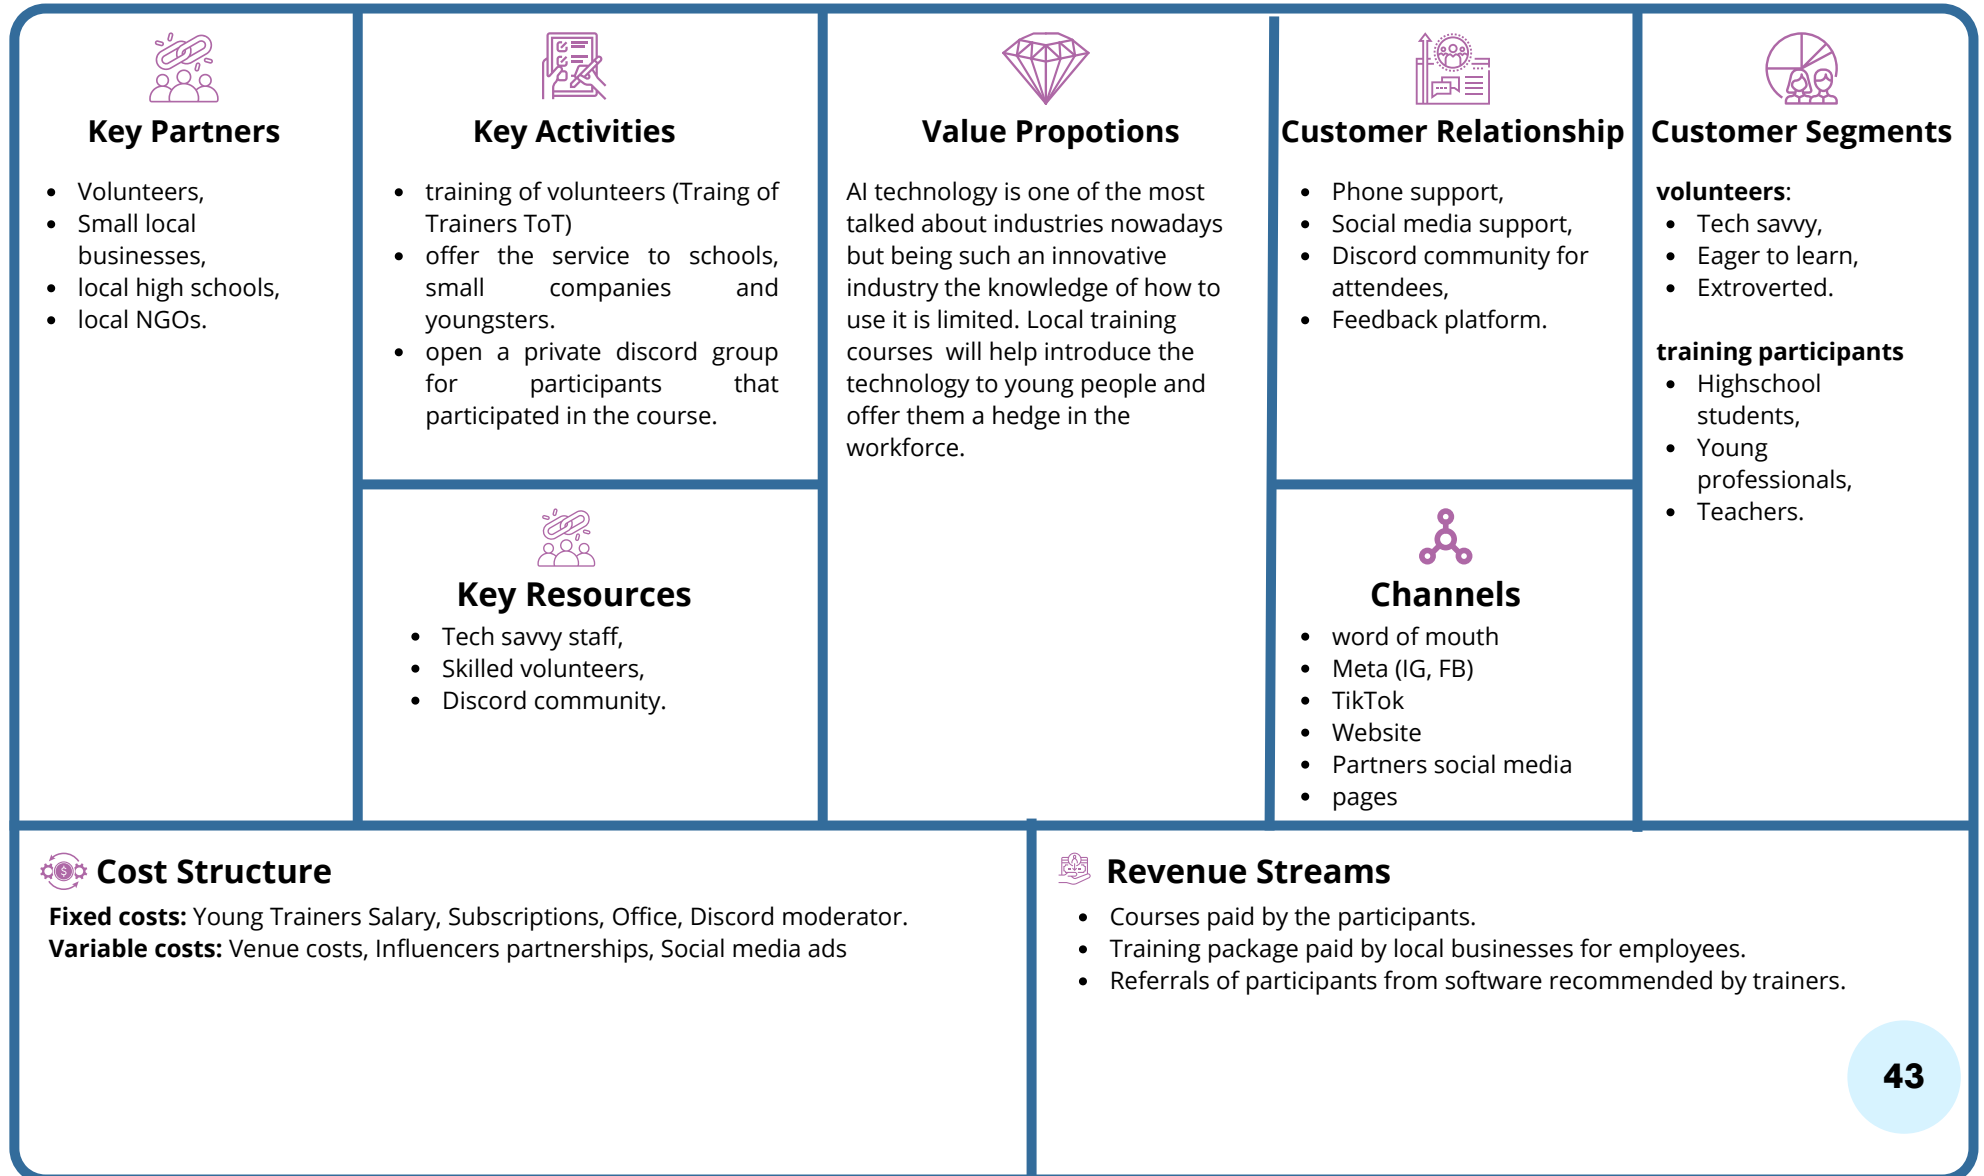 Key Partners
Volunteers,
Small local
businesses,
local high schools,
local NGOs.
Key Activities
training of volunteers (Traing of
Trainers ToT)
offer the service to schools,
small companies and
youngsters.
open a private discord group
for participants that
participated in the course.
Key Resources
Tech savvy staff,
Skilled volunteers,
Discord community.
Value Propotions
AI technology is one of the most
talked about industries nowadays
but being such an innovative
industry the knowledge of how to
use it is limited. Local training
courses will help introduce the
technology to young people and
offer them a hedge in the
workforce.
Customer Relationship
Phone support,
Social media support,
Discord community for
attendees,
Feedback platform.
Channels
word of mouth
Meta (IG, FB)
TikTok
Website
Partners social media
pages
Customer Segments
volunteers:
Tech savvy,
Eager to learn,
Extroverted.
training participants
Highschool
students,
Young
professionals,
Teachers.
Cost Structure
Fixed costs: Young Trainers Salary, Subscriptions, Office, Discord moderator.
Variable costs: Venue costs, Influencers partnerships, Social media ads
Revenue Streams
Courses paid by the participants.
Training package paid by local businesses for employees.
Referrals of participants from software recommended by trainers.
43